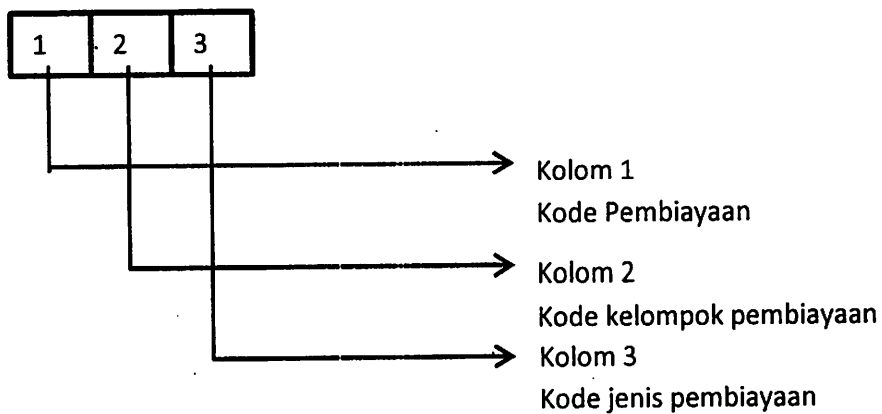 1 2 3
Kolom 1
Kode Pembiayaan
Kolom 2
Kode kelompok pembiayaan
Kolom 3
Kode jenis pembiayaan